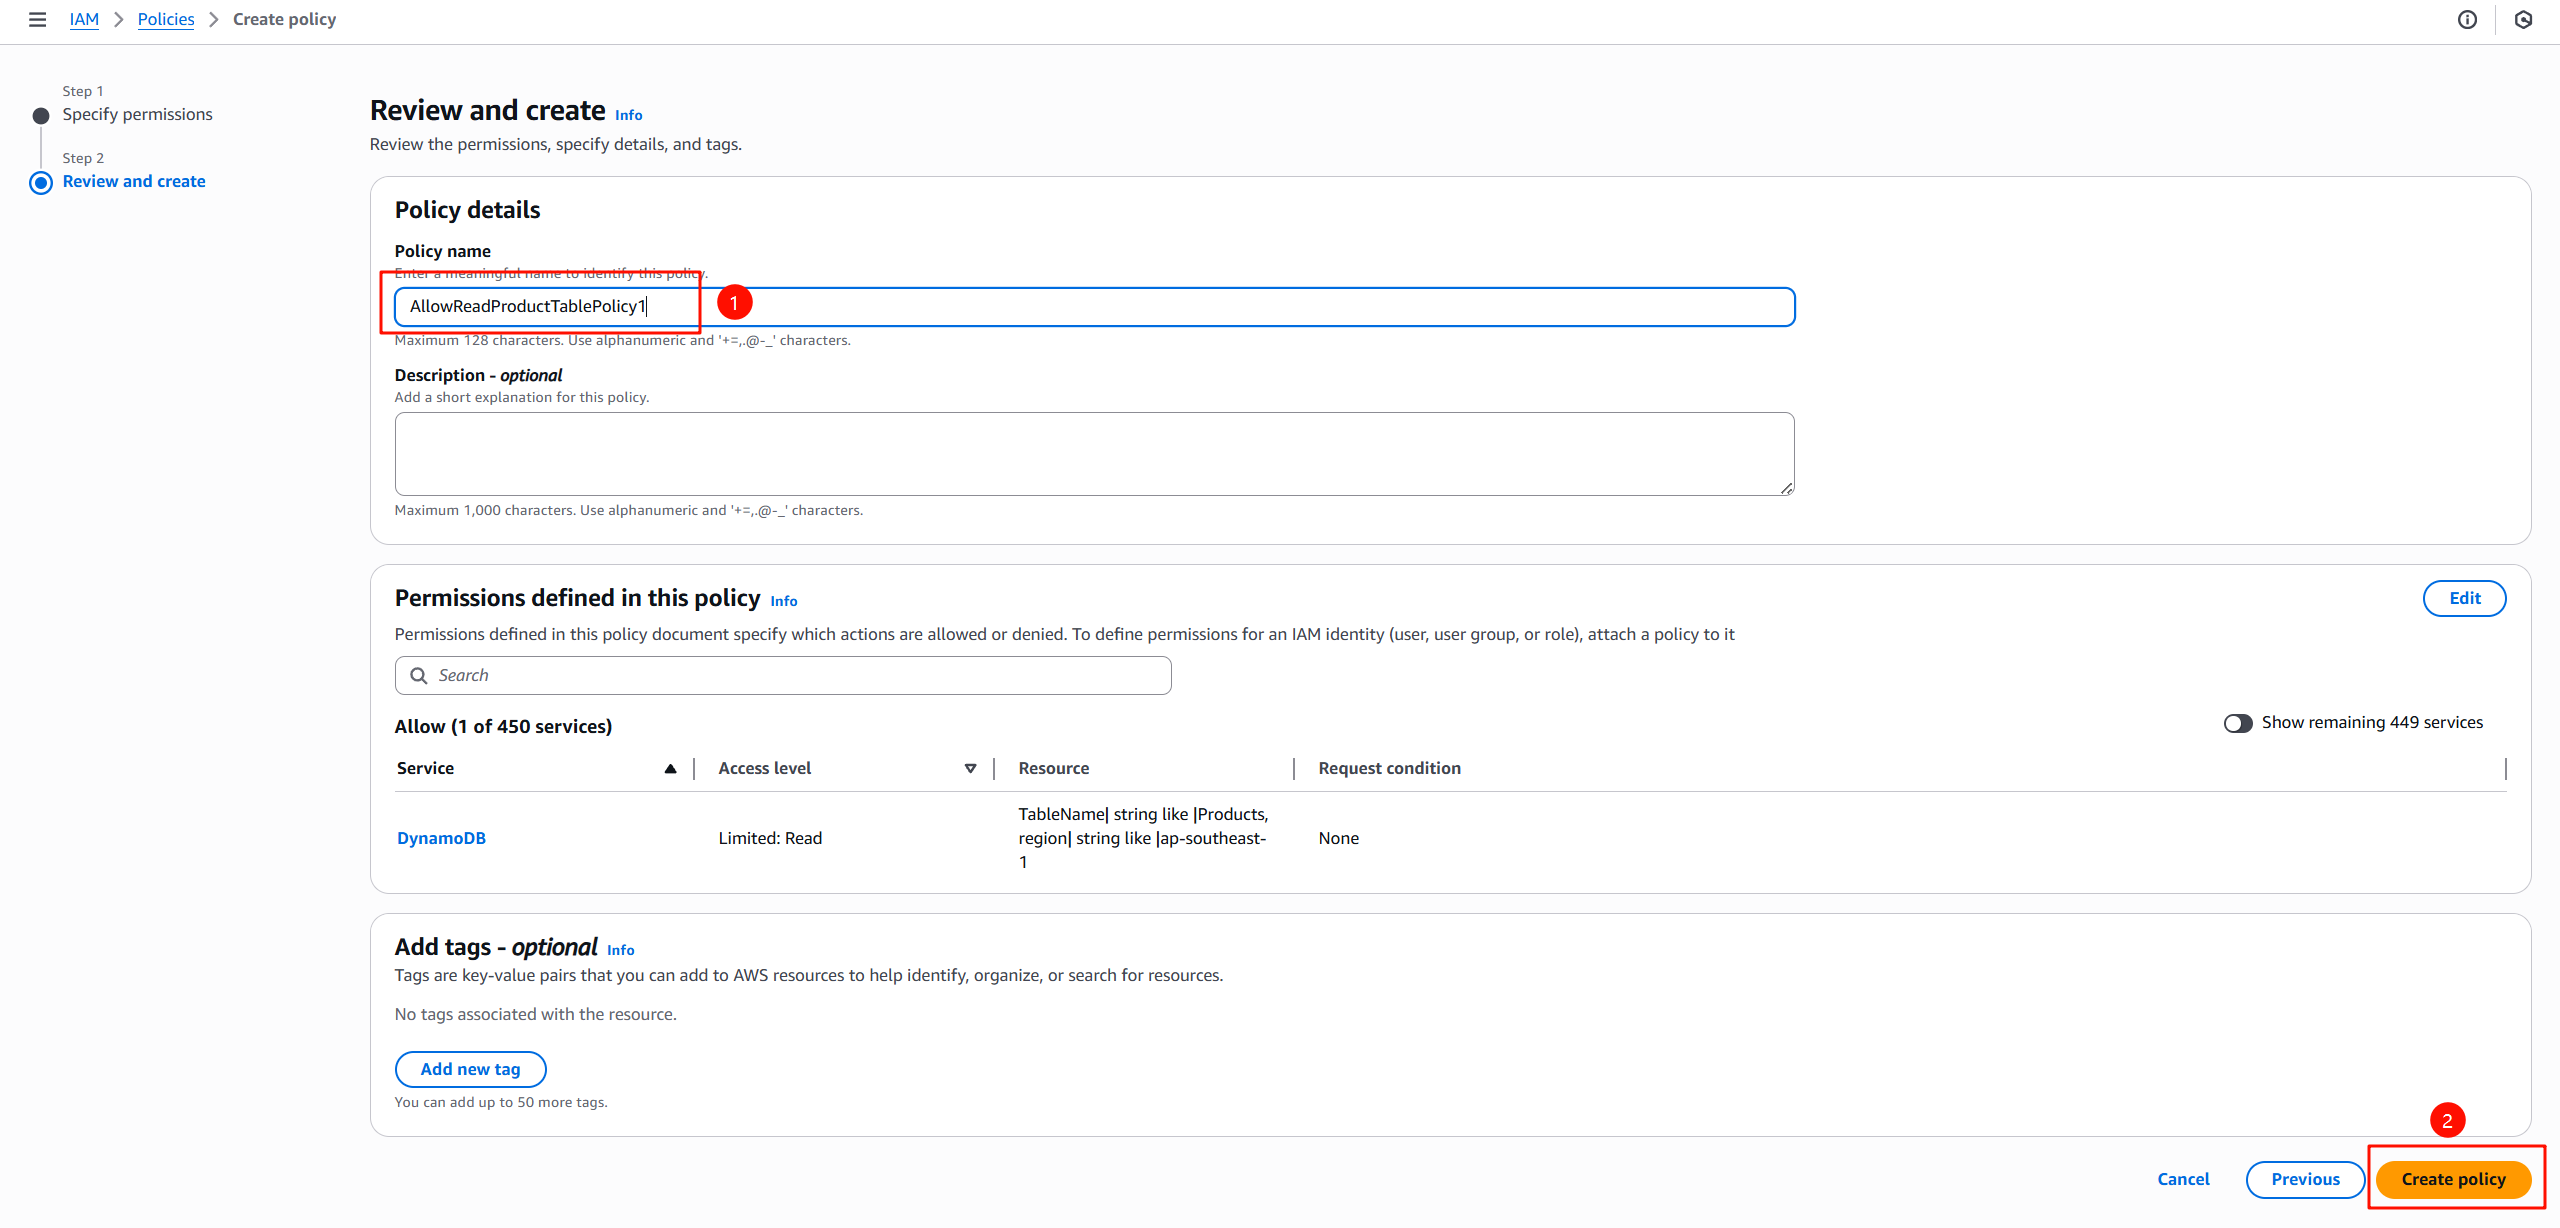 IAM > Policies > Create policy
Step 1
Specify permissions
Step 2
Review and create
Review and create Info
Review the permissions, specify details, and tags.
Policy details
Policy name
Enter a meaningful name to identify this policy.
AllowReadProductTablePolicy1
1
Maximum 128 characters. Use alphanumeric and '+=,.@-_' characters.
Description - optional
Add a short explanation for this policy.
Maximum 1,000 characters. Use alphanumeric and '+=,.@-_' characters.
Permissions defined in this policy Info
Edit
Permissions defined in this policy document specify which actions are allowed or denied. To define permissions for an IAM identity (user, user group, or role), attach a policy to it
Search
Allow (1 of 450 services)
Show remaining 449 services
Service Access level Resource Request condition
DynamoDB Limited: Read
TableName| string like |Products,
region| string like |ap-southeast-
1
None
Add tags - optional Info
Tags are key-value pairs that you can add to AWS resources to help identify, organize, or search for resources.
No tags associated with the resource.
Add new tag
You can add up to 50 more tags.
2
Cancel Previous Create policy